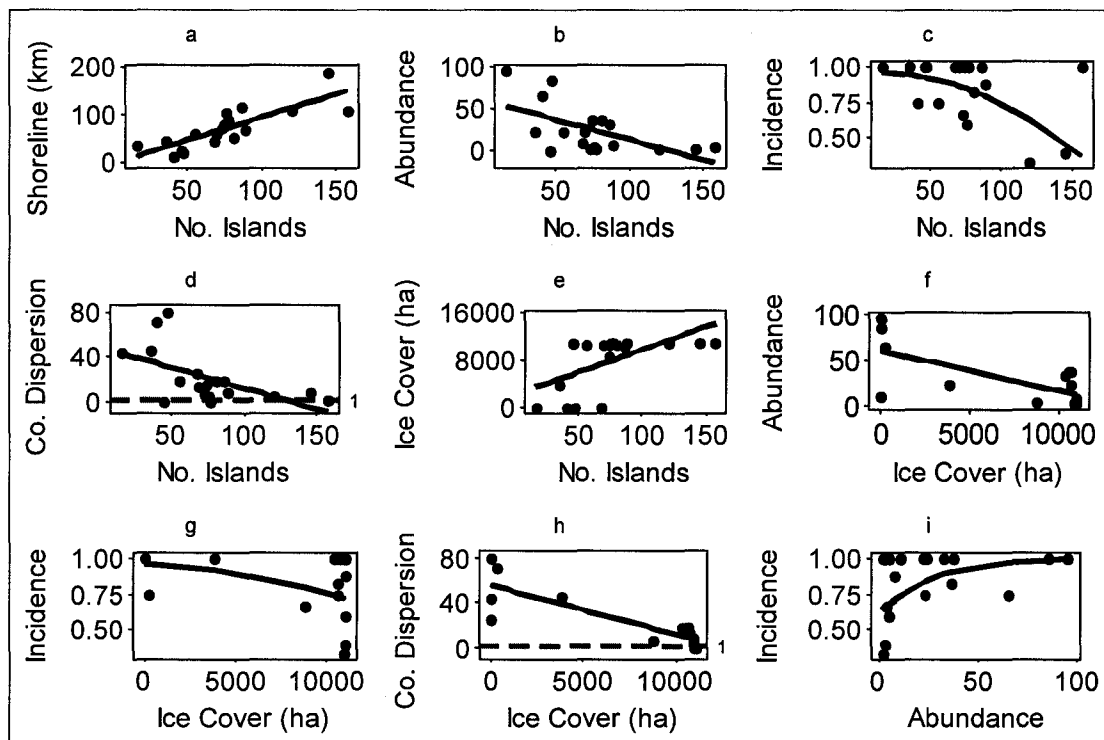 a
Shoreline (km)
200
100
0
50
100
150
No. Islands
b
Abundance
100
50
0
50
100
150
No. Islands
c
Incidence
1.00
0.75
0.50
50
100
150
No. Islands
d
Co. Dispersion
80
40
0
1
50
100
150
No. Islands
e
Ice Cover (ha)
16000
8000
0
50
100
150
No. Islands
f
Abundance
100
50
0
0
5000
10000
Ice Cover (ha)
g
Incidence
1.00
0.75
0.50
0
5000
10000
Ice Cover (ha)
h
Co. Dispersion
80
40
0
1
0
5000
10000
Ice Cover (ha)
i
Incidence
1.00
0.75
0.50
0
100
Abundance